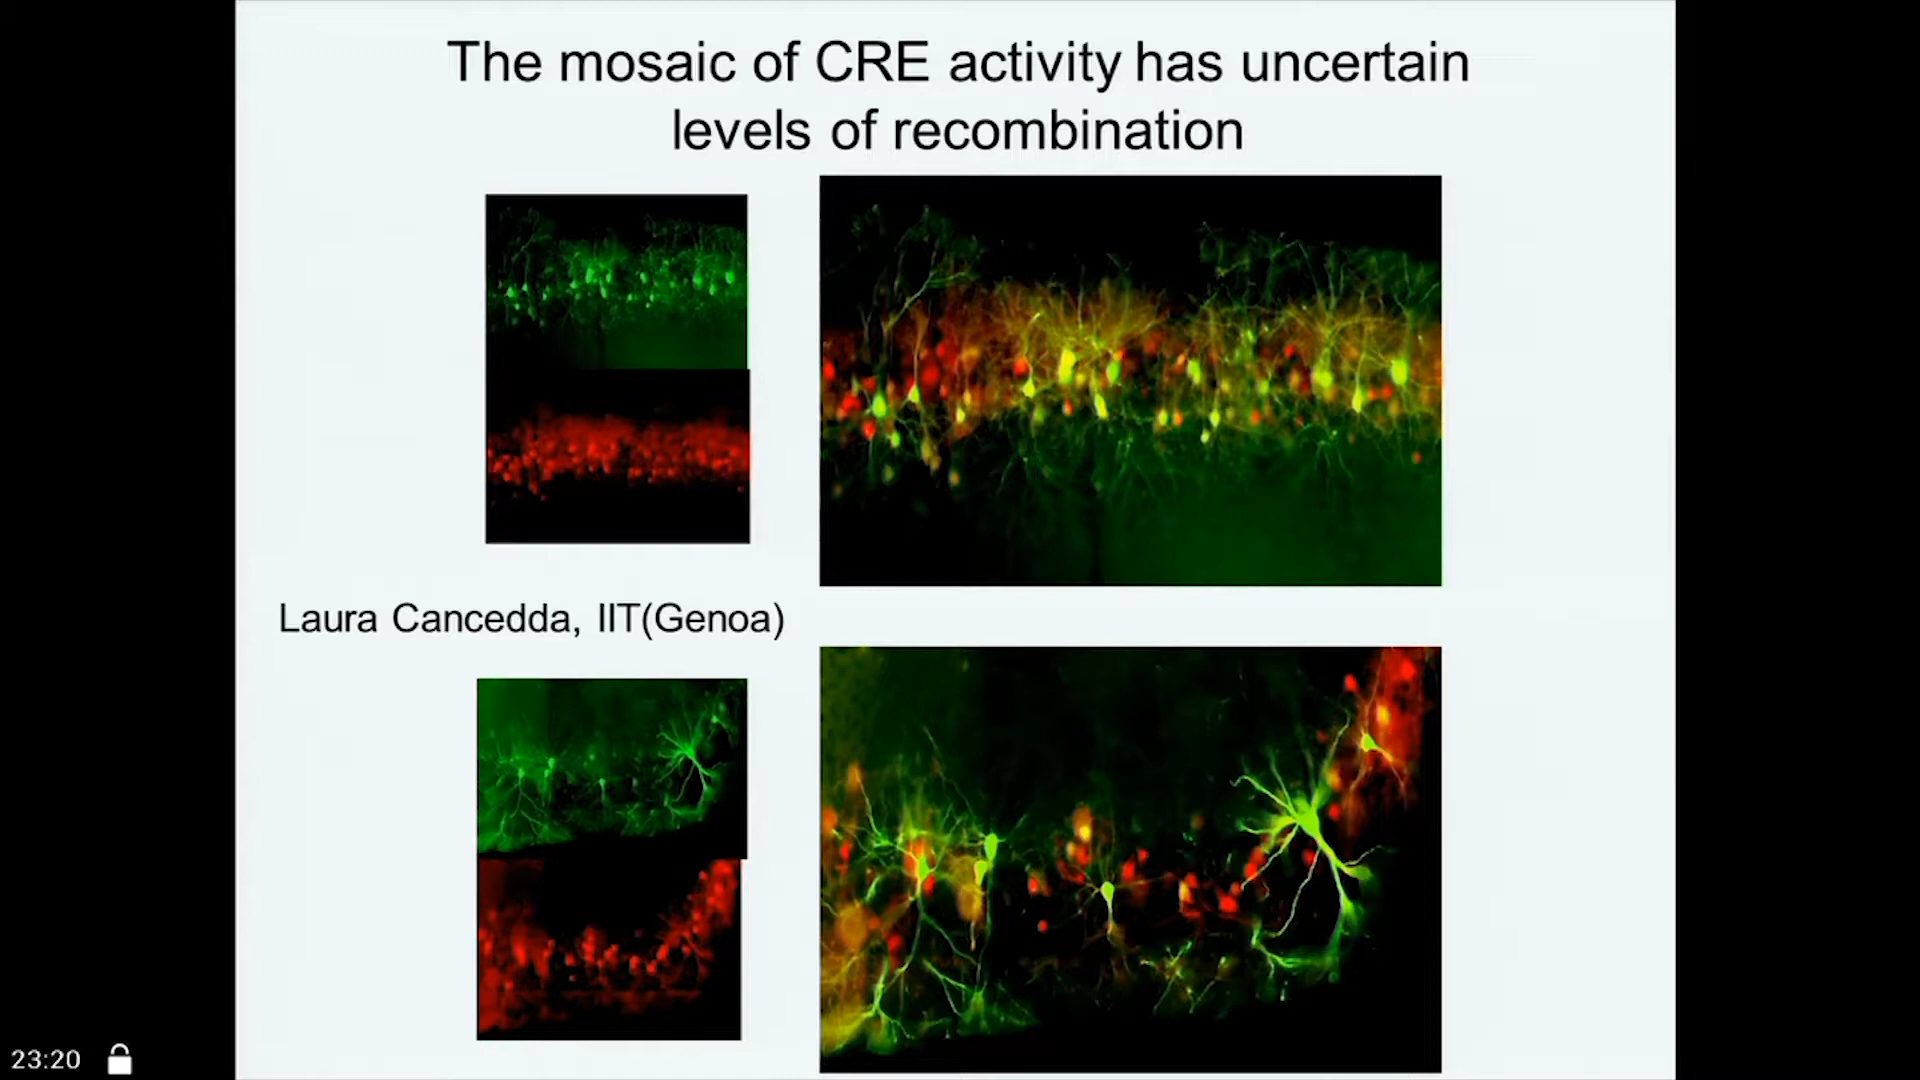 The mosaic of CRE activity has uncertain
levels of recombination
Laura Cancedda, IIT(Genoa)
23:20